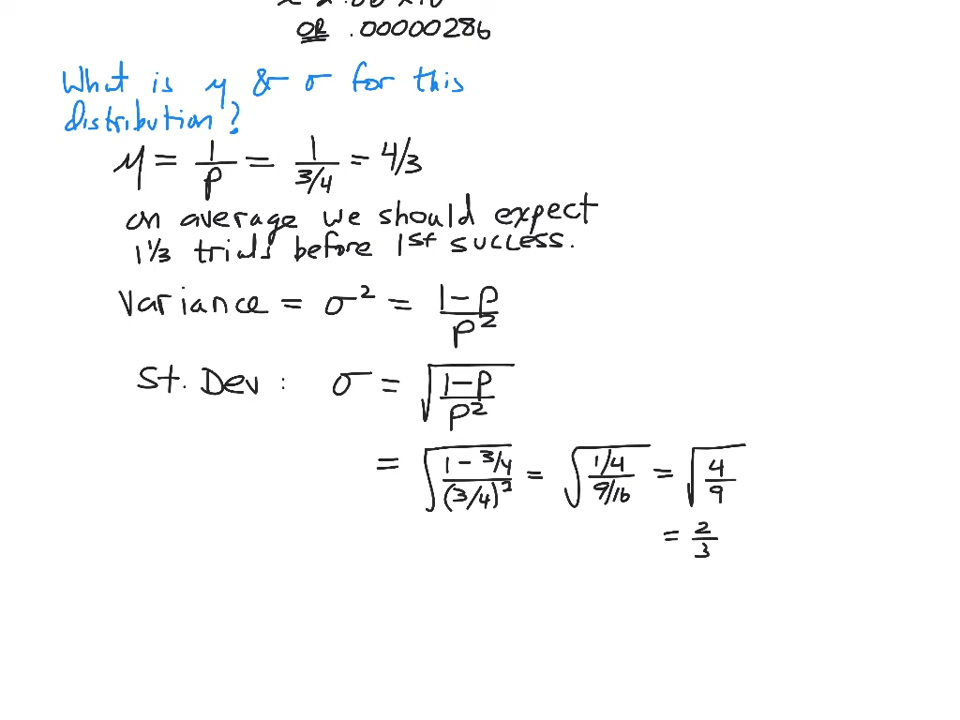 OR .00000286
What is μ & σ for this
distribution?
μ = 1/P = 1/(3/4) = 4/3
on average we should expect
1 1/3 trials before 1st success.
Variance = σ² = (1-P)/P²
St. Dev: σ = √((1-P)/P²)
= √((1 - 3/4)/(3/4)²) = √((1/4)/(9/16)) = √(4/9)
= 2/3